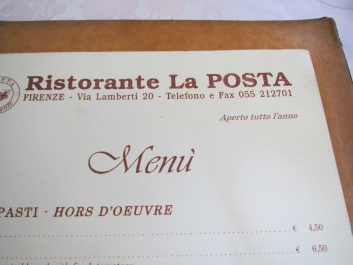 Ristorante La POSTA
FIRENZE - Via Lamberti 20 - Telefono e Fax 055 212701
Aperto tutto l'anno
Menù
PASTI - HORS D'OEUVRE
€ 4,50
€ 6,50